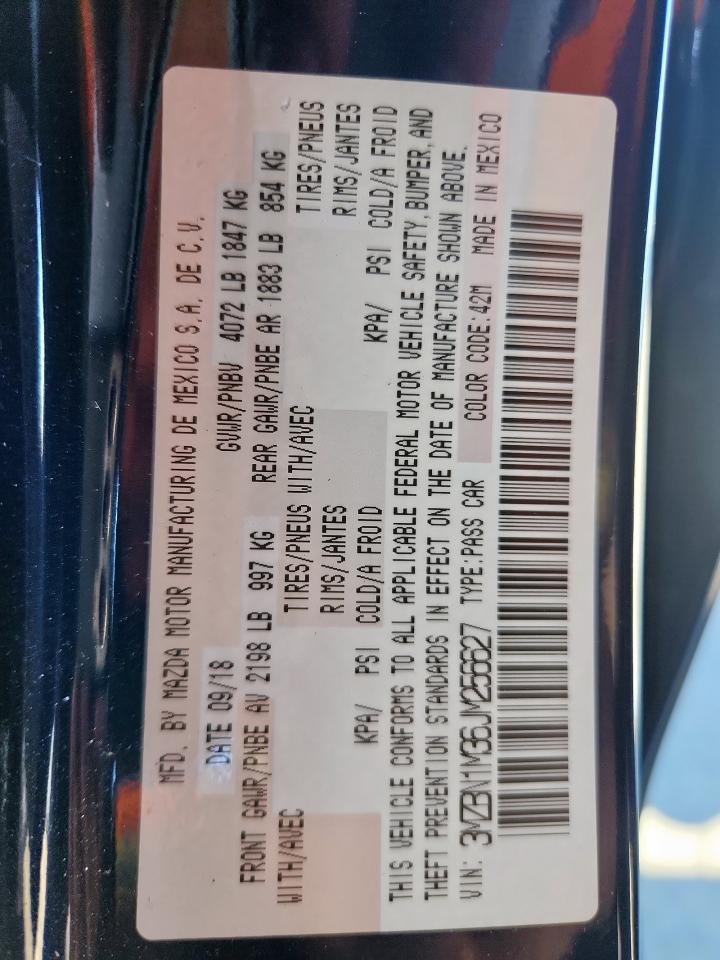 MFD. BY MAZDA MOTOR MANUFACTURING DE MEXICO S.A. DE C.V.
DATE 09/18 GVWR/PNBV 4072 LB 1847 KG
FRONT GAWR/PNBE AV 2198 LB 997 KG REAR GAWR/PNBE AR 1883 LB 854 KG
WITH/AVEC TIRES/PNEUS WITH/AVEC TIRES/PNEUS
RIMS/JANTES RIMS/JANTES
KPA/ PSI COLD/A FROID KPA/ PSI COLD/A FROID
THIS VEHICLE CONFORMS TO ALL APPLICABLE FEDERAL MOTOR VEHICLE SAFETY, BUMPER, AND
THEFT PREVENTION STANDARDS IN EFFECT ON THE DATE OF MANUFACTURE SHOWN ABOVE.
VIN: 3MZBN1M36JM256627 TYPE:PASS CAR COLOR CODE:42M MADE IN MEXICO